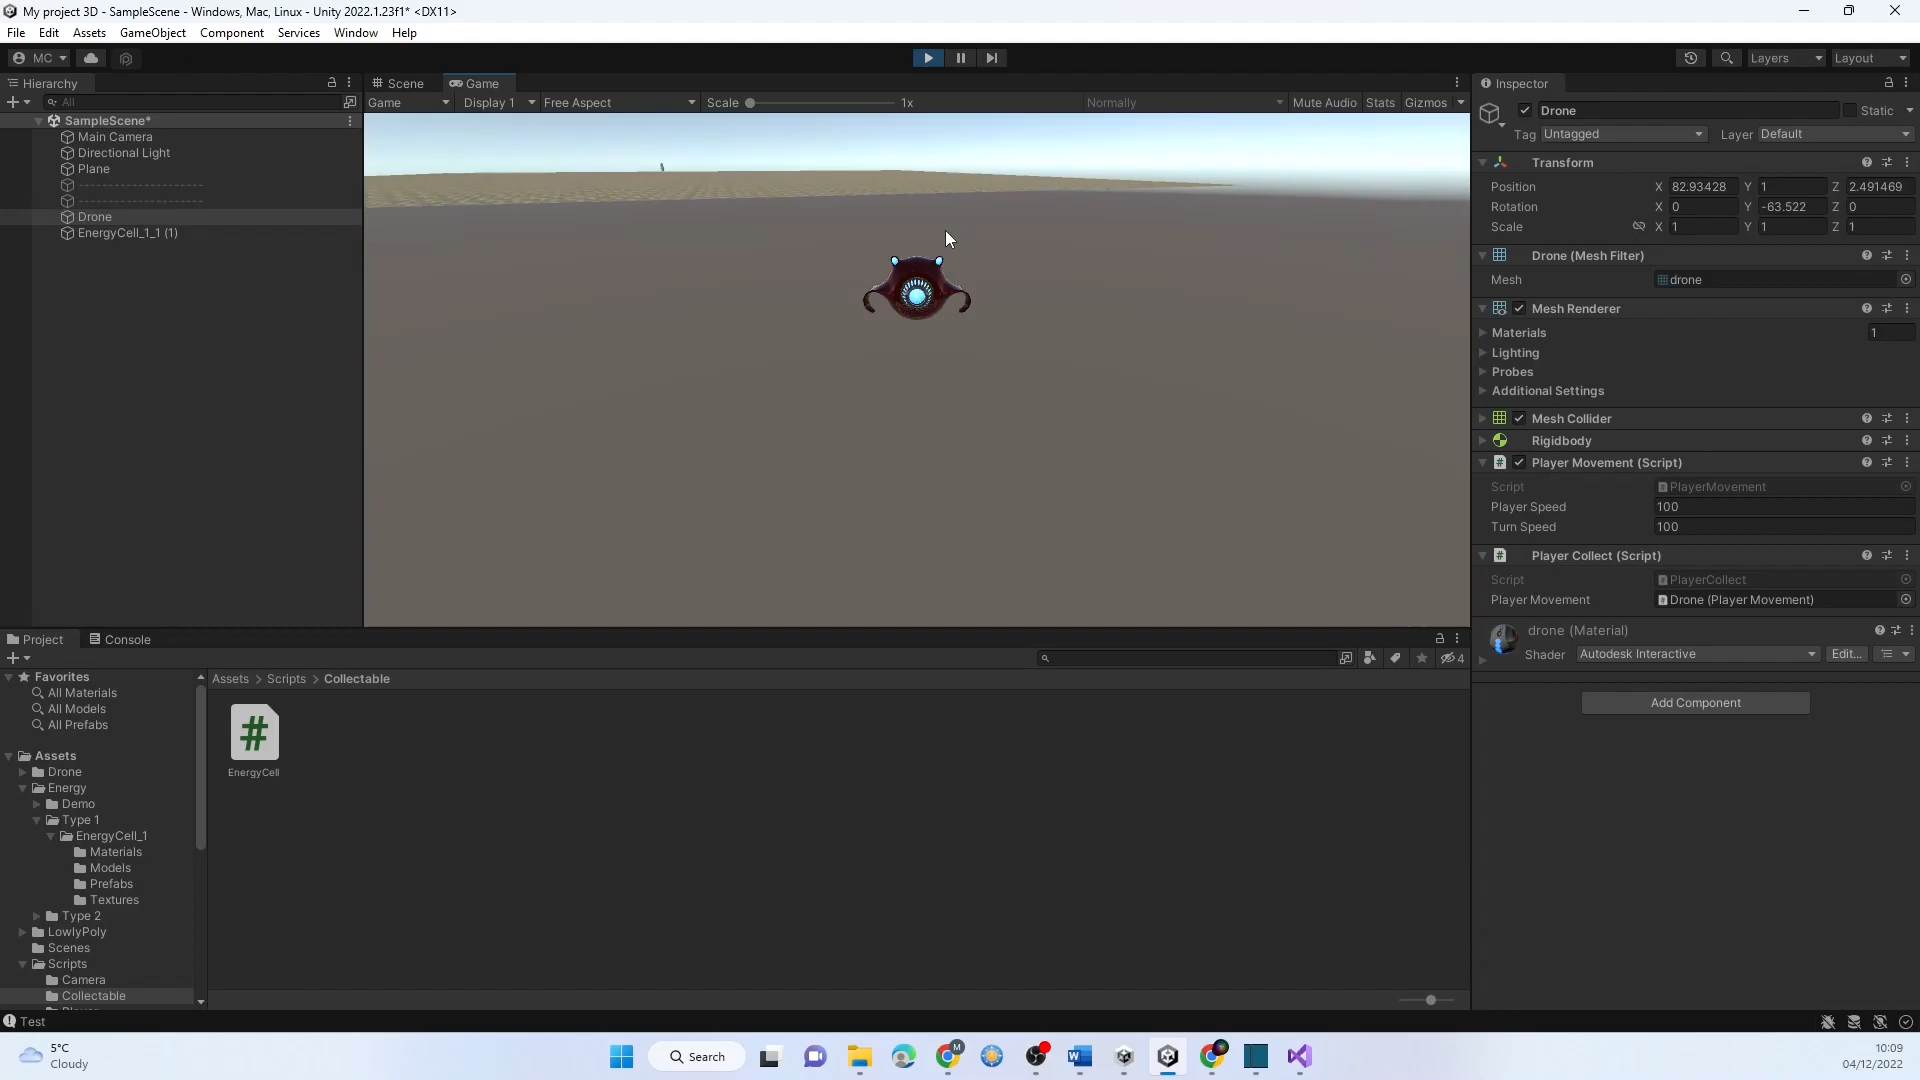 My project 3D - SampleScene - Windows, Mac, Linux - Unity 2022.1.23f1* <DX11>
File Edit Assets GameObject Component Services Window Help
MC Layers Layout
Hierarchy Scene Game Inspector
All Game Display 1 Free Aspect Scale 1x Normally Mute Audio Stats Gizmos
SampleScene*
Main Camera
Directional Light
Plane
---------------------
---------------------
Drone
EnergyCell_1_1 (1)
Drone Static
Tag Untagged Layer Default
Transform
Position X 82.93428 Y 1 Z 2.491469
Rotation X 0 Y -63.522 Z 0
Scale X 1 Y 1 Z 1
Drone (Mesh Filter)
Mesh drone
Mesh Renderer
Materials 1
Lighting
Probes
Additional Settings
Mesh Collider
Rigidbody
# Player Movement (Script)
Script PlayerMovement
Player Speed 100
Turn Speed 100
# Player Collect (Script)
Script PlayerCollect
Player Movement Drone (Player Movement)
drone (Material)
Shader Autodesk Interactive Edit...
Add Component
Project Console
4
Favorites
All Materials
All Models
All Prefabs
Assets
Drone
Energy
Demo
Type 1
EnergyCell_1
Materials
Models
Prefabs
Textures
Type 2
LowlyPoly
Scenes
Scripts
Camera
Collectable
Assets > Scripts > Collectable
#
EnergyCell
Test
5°C
Cloudy
Search
M
W
10:09
04/12/2022